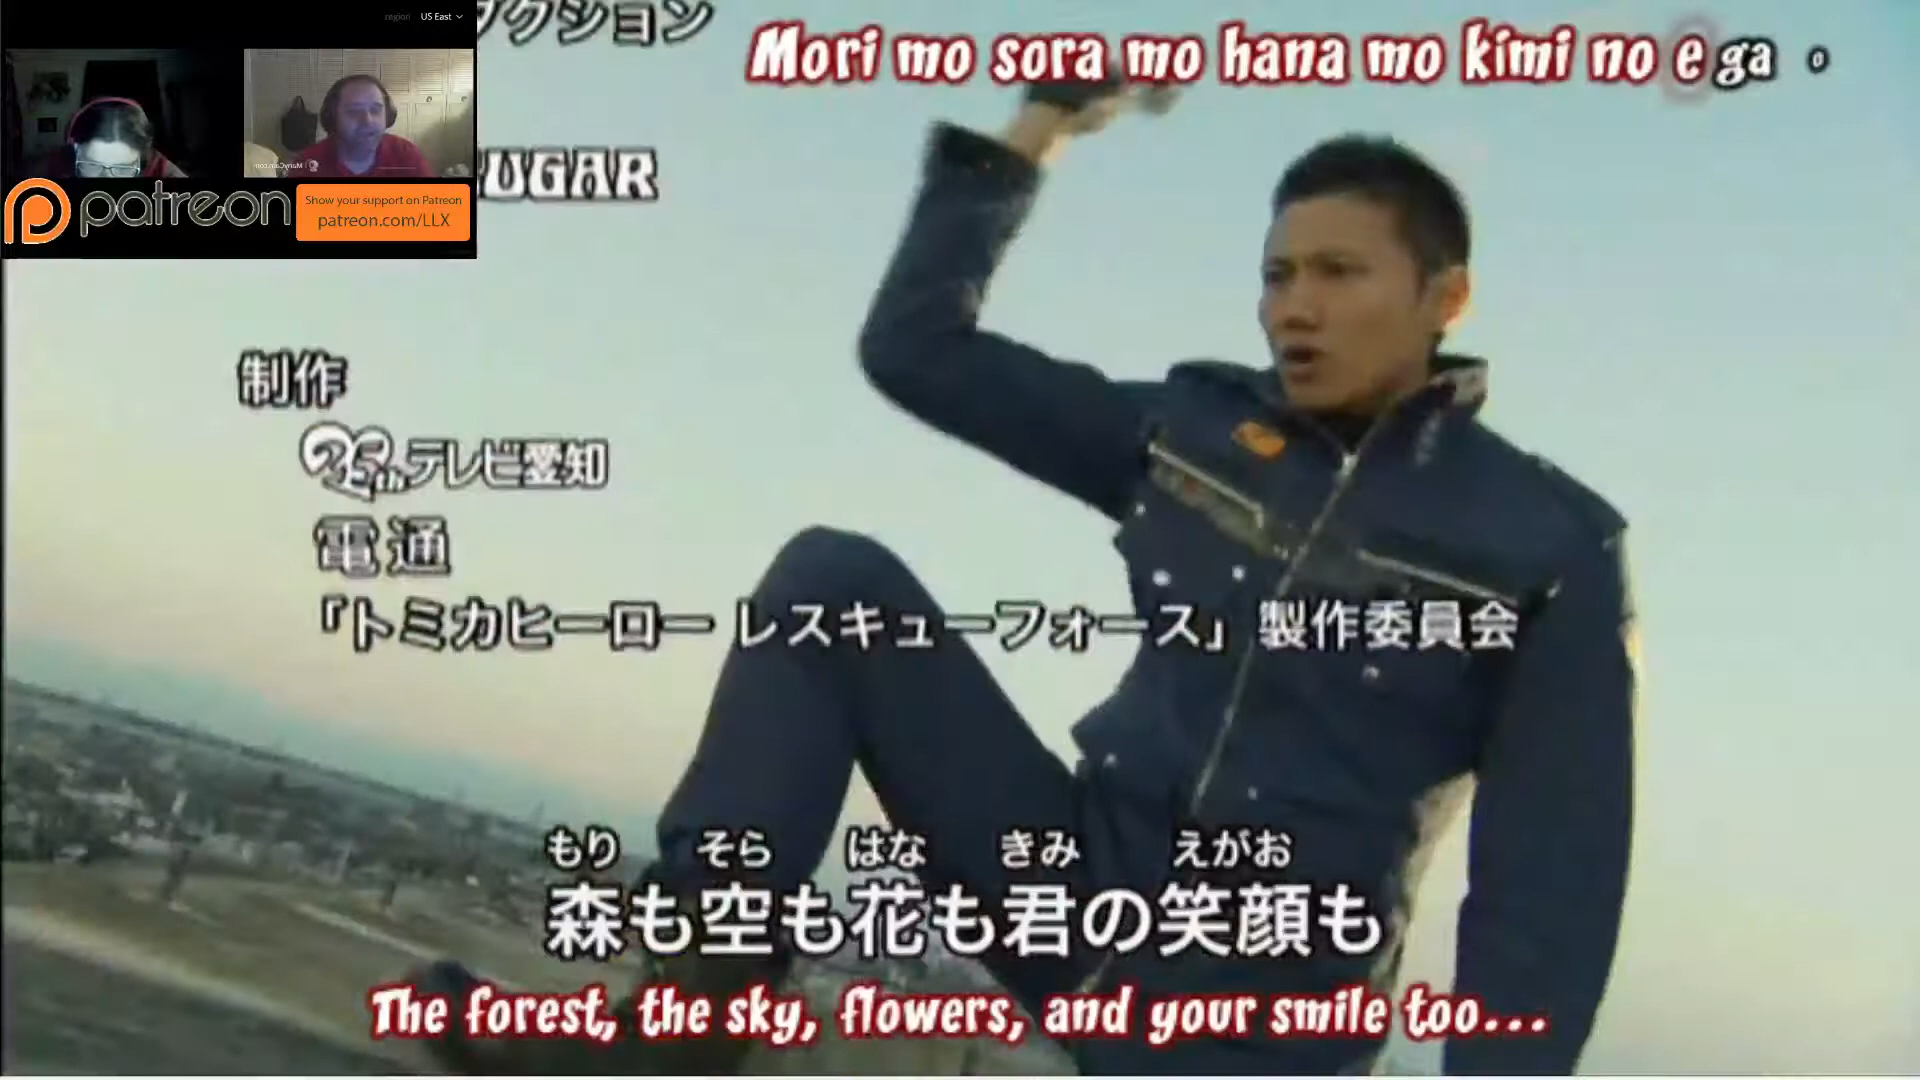 region US East
クション
Mori mo sora mo hana mo kimi no e ga o
UGAR
patreon
Show your support on Patreon
patreon.com/LLX
制作
25th テレビ愛知
電通
「トミカヒーロー レスキューフォース」製作委員会
もり そら はな きみ えがお
森も空も花も君の笑顔も
The forest, the sky, flowers, and your smile too...